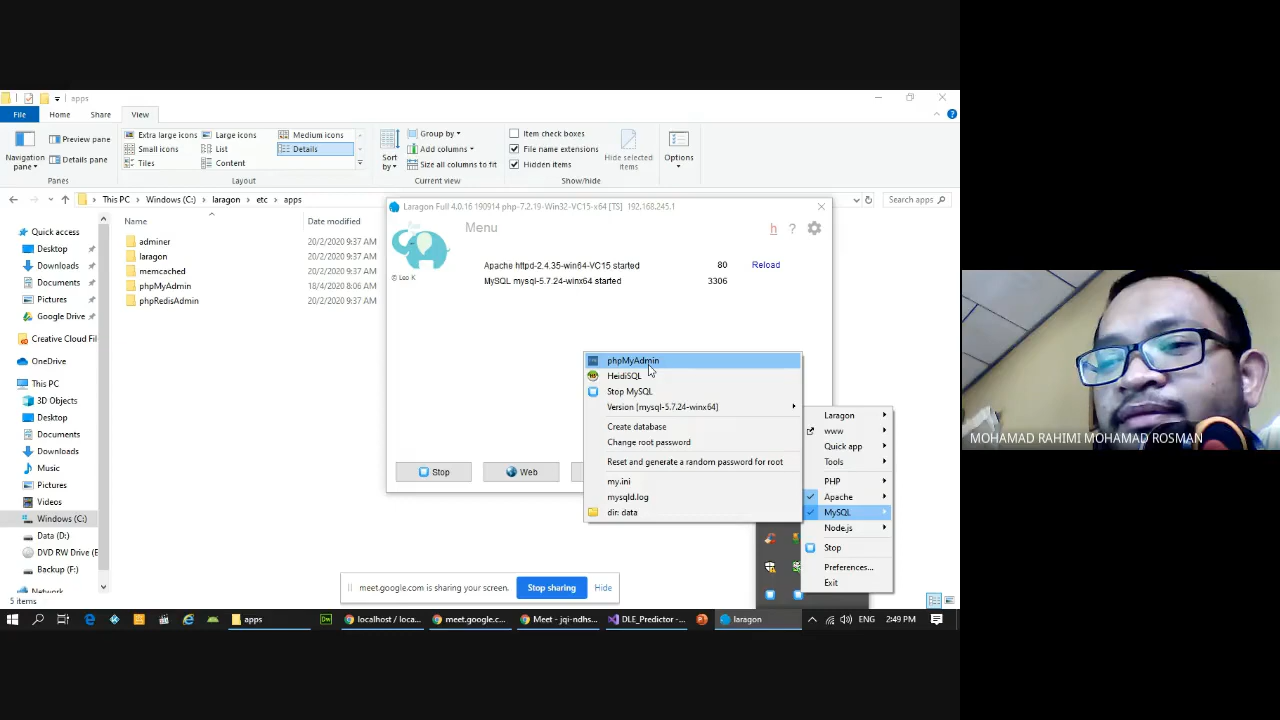 apps
File
Home
Share
View
Navigation pane
Preview pane
Details pane
Panes
Extra large icons
Large icons
Medium icons
Small icons
List
Details
Tiles
Content
Layout
Sort by
Group by
Add columns
Size all columns to fit
Current view
Item check boxes
File name extensions
Hidden items
Hide selected items
Show/hide
Options
This PC
Windows (C:)
laragon
etc
apps
Search apps
Quick access
Desktop
Downloads
Documents
Pictures
Google Drive
Creative Cloud Fil
OneDrive
This PC
3D Objects
Desktop
Documents
Downloads
Music
Pictures
Videos
Windows (C:)
Data (D:)
DVD RW Drive (E
Backup (F:)
Network
5 items
Name
Date modified
adminer 20/2/2020 9:37 AM
laragon 20/2/2020 9:37 AM
memcached 20/2/2020 9:37 AM
phpMyAdmin 18/4/2020 8:06 AM
phpRedisAdmin 20/2/2020 9:37 AM
Laragon Full 4.0.16 190914 php-7.2.19-Win32-VC15-x64 [TS] 192.168.245.1
Menu
h ?
© Leo K
Apache httpd-2.4.35-win64-VC15 started 80 Reload
MySQL mysql-5.7.24-winx64 started 3306
Stop
Web
phpMyAdmin
HeidiSQL
Stop MySQL
Version [mysql-5.7.24-winx64]
Create database
Change root password
Reset and generate a random password for root
my.ini
mysqld.log
dir: data
Laragon
www
Quick app
Tools
PHP
Apache
MySQL
Node.js
Stop
Preferences...
Exit
meet.google.com is sharing your screen.
Stop sharing
Hide
apps
Dw
localhost / loca...
meet.google.c...
Meet - jqi-ndhs...
DLE_Predictor -...
laragon
ENG
2:49 PM
MOHAMAD RAHIMI MOHAMAD ROSMAN